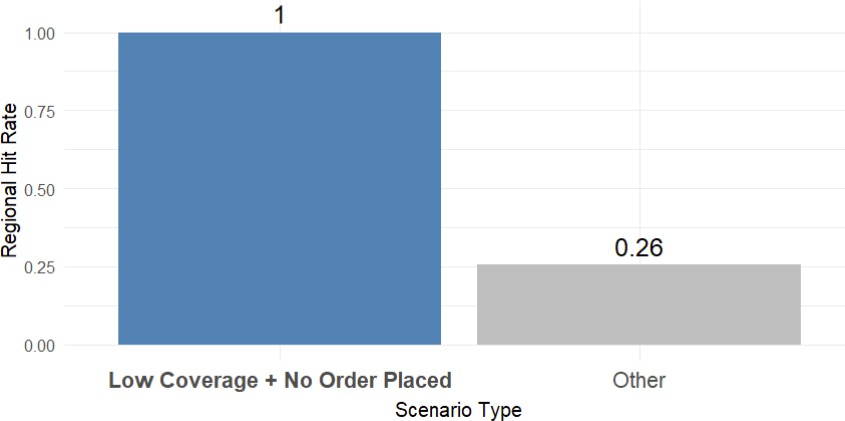 1
1.00
0.75
0.50
0.26
0.25
0.00
Regional Hit Rate
Low Coverage + No Order Placed
Other
Scenario Type